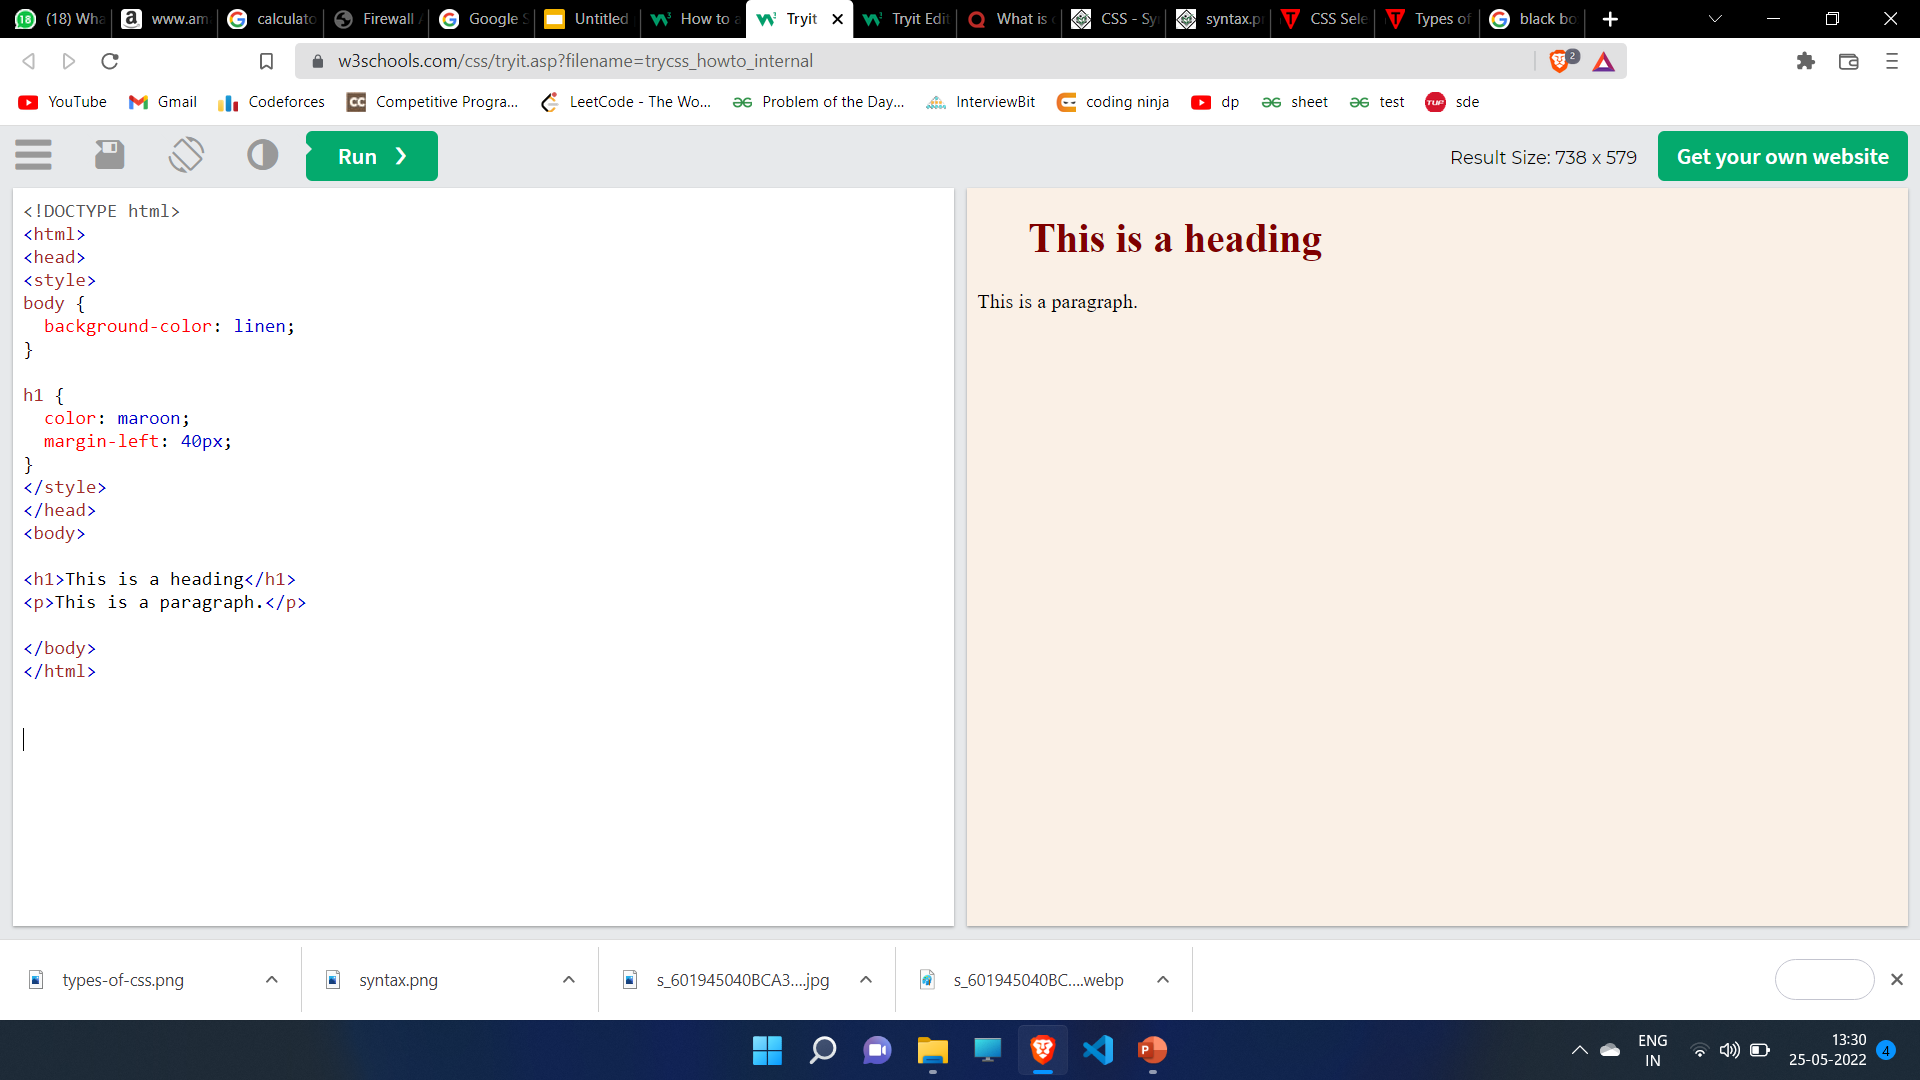 (18) Wha
www.am
calculato
Firewall
Google S
Untitled
How to a
Tryit
Tryit Edit
What is
CSS - Sy
syntax.p
CSS Sele
Types of
black bo
w3schools.com/css/tryit.asp?filename=trycss_howto_internal
2
YouTube
Gmail
Codeforces
Competitive Progra...
LeetCode - The Wo...
Problem of the Day...
InterviewBit
coding ninja
dp
sheet
test
sde
Run ❯
Result Size: 738 x 579
Get your own website
<!DOCTYPE html>
<html>
<head>
<style>
body {
  background-color: linen;
}
h1 {
  color: maroon;
  margin-left: 40px;
}
</style>
</head>
<body>
<h1>This is a heading</h1>
<p>This is a paragraph.</p>
</body>
</html>
This is a heading
This is a paragraph.
types-of-css.png
syntax.png
s_601945040BCA3....jpg
s_601945040BC....webp
ENG
IN
13:30
25-05-2022
4